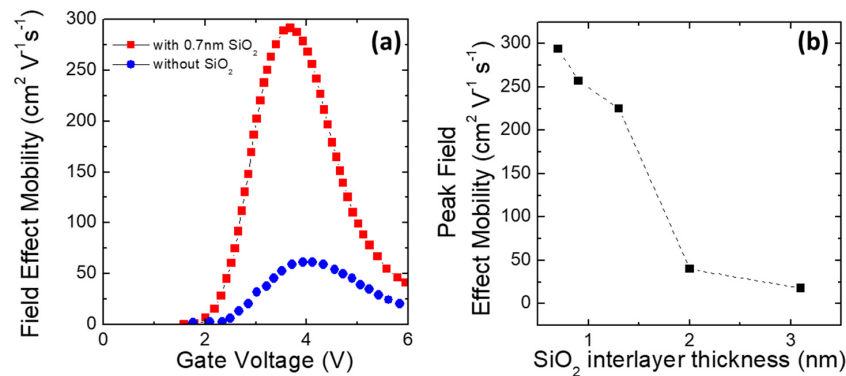 (a)
with 0.7nm SiO₂
without SiO₂
Field Effect Mobility (cm² V⁻¹s⁻¹)
300
250
200
150
100
50
0
0 2 4 6
Gate Voltage (V)
(b)
Peak Field
Effect Mobility (cm² V⁻¹ s⁻¹)
300
250
200
150
100
50
0
1 2 3
SiO₂ interlayer thickness (nm)